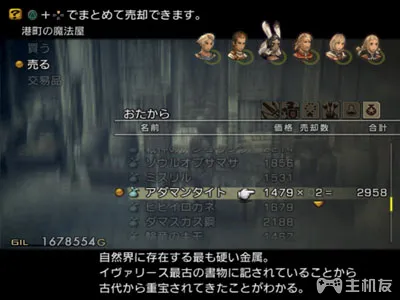 ?●+✥でまとめて売却できます。
港町の魔法屋
買う
売る
交易品
おたから
名前 価格 売却数 合計
ソウルオブサマサ 1856
ミスリル 1531
アダマンタイト 1479× 2= 2958
ヒヒイロカネ 1679
ダマスカス鋼 2188
GIL 1678554G
自然界に存在する最も硬い金属。
イヴァリース最古の書物に記されていることから
古代から重宝されてきたことがわかる。
主机友